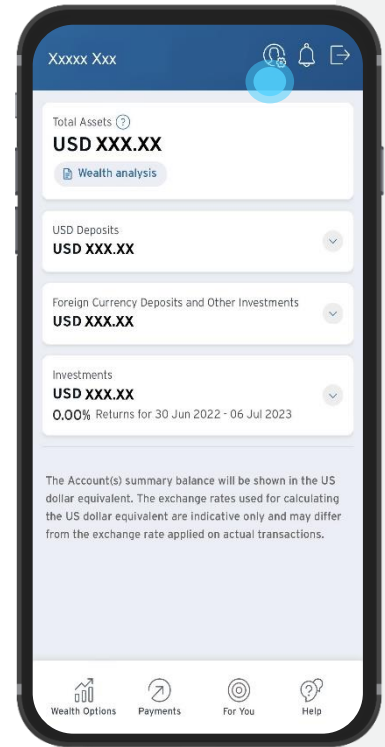 Xxxxx Xxx
Total Assets ?
USD XXX.XX
Wealth analysis
USD Deposits
USD XXX.XX
Foreign Currency Deposits and Other Investments
USD XXX.XX
Investments
USD XXX.XX
0.00% Returns for 30 Jun 2022 - 06 Jul 2023
The Account(s) summary balance will be shown in the US
dollar equivalent. The exchange rates used for calculating
the US dollar equivalent are indicative only and may differ
from the exchange rate applied on actual transactions.
Wealth Options Payments For You Help